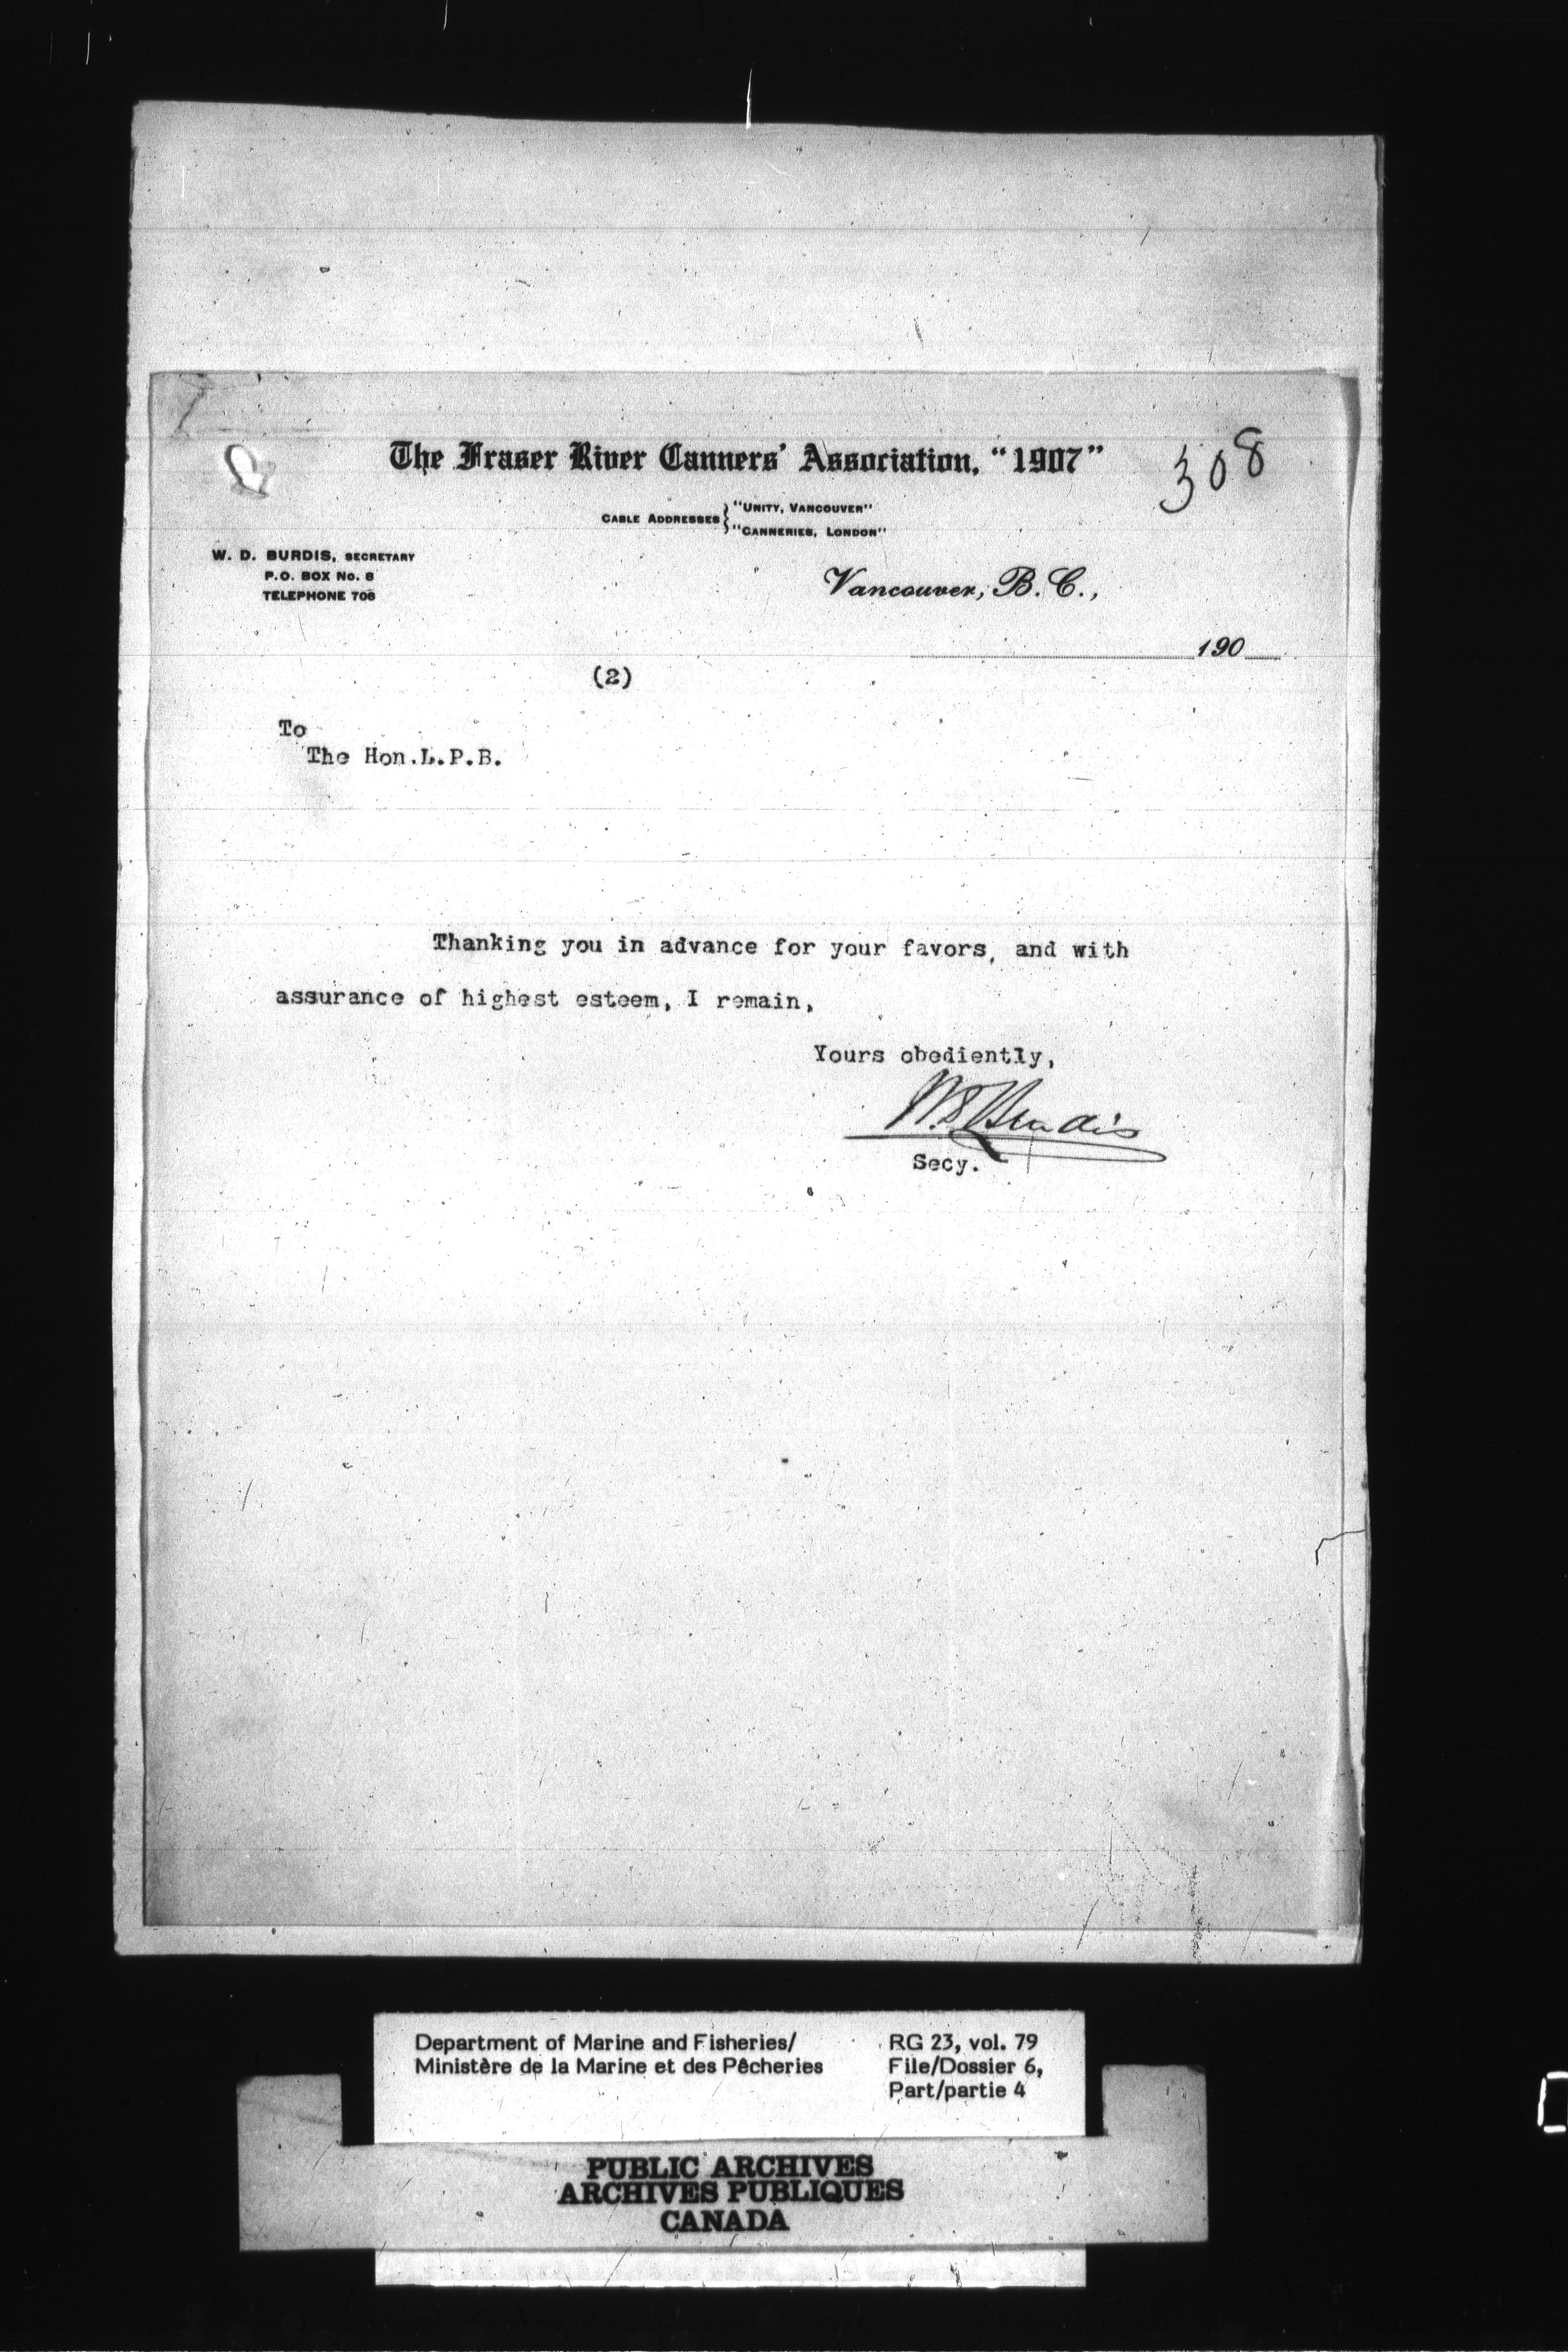 The Fraser River Canners' Association, "1907"
308
CABLE ADDRESSES { "UNITY, VANCOUVER"
"CANNERIES, LONDON"
W. D. BURDIS, SECRETARY
P.O. BOX No. 8
TELEPHONE 706
Vancouver, B. C.,
190
(2)
To
The Hon.L.P.B.
Thanking you in advance for your favors, and with
assurance of highest esteem, I remain,
Yours obediently,
W.D.Burdis
Secy.
Department of Marine and Fisheries/
Ministère de la Marine et des Pêcheries
RG 23, vol. 79
File/Dossier 6,
Part/partie 4
PUBLIC ARCHIVES
ARCHIVES PUBLIQUES
CANADA